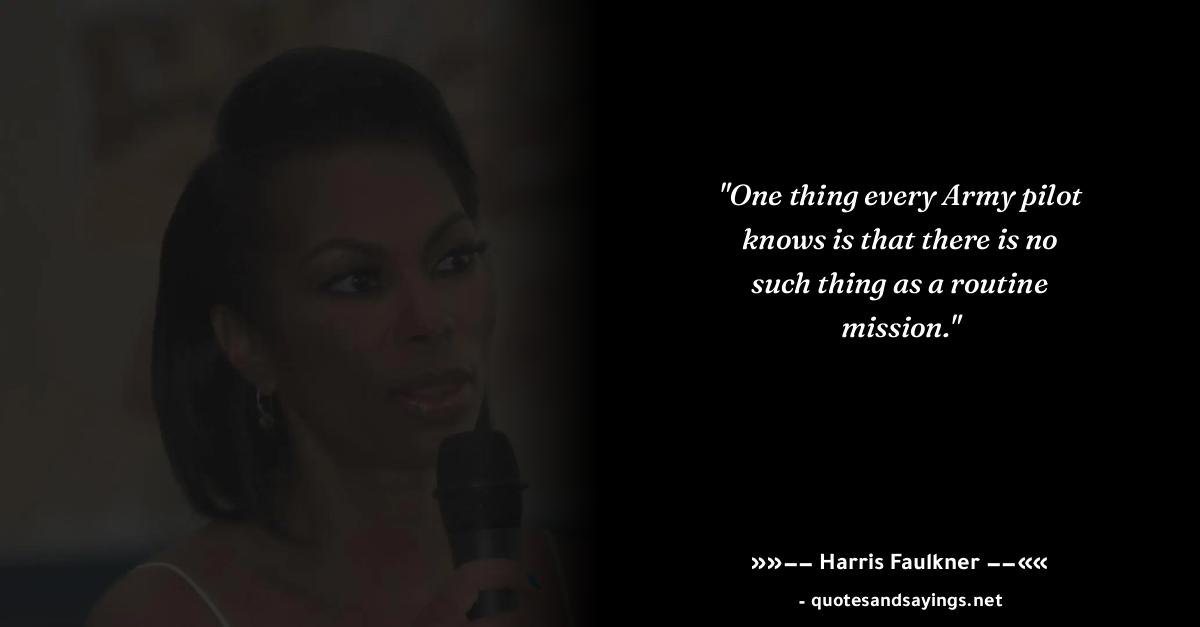 "One thing every Army pilot
knows is that there is no
such thing as a routine
mission."
»»−− Harris Faulkner −−««
- quotesandsayings.net